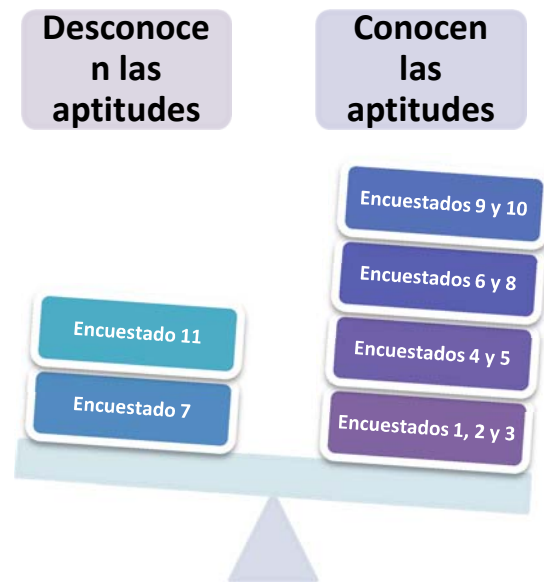 Desconoce
n las
aptitudes
Conocen
las
aptitudes
Encuestado 11
Encuestado 7
Encuestados 9 y 10
Encuestados 6 y 8
Encuestados 4 y 5
Encuestados 1, 2 y 3